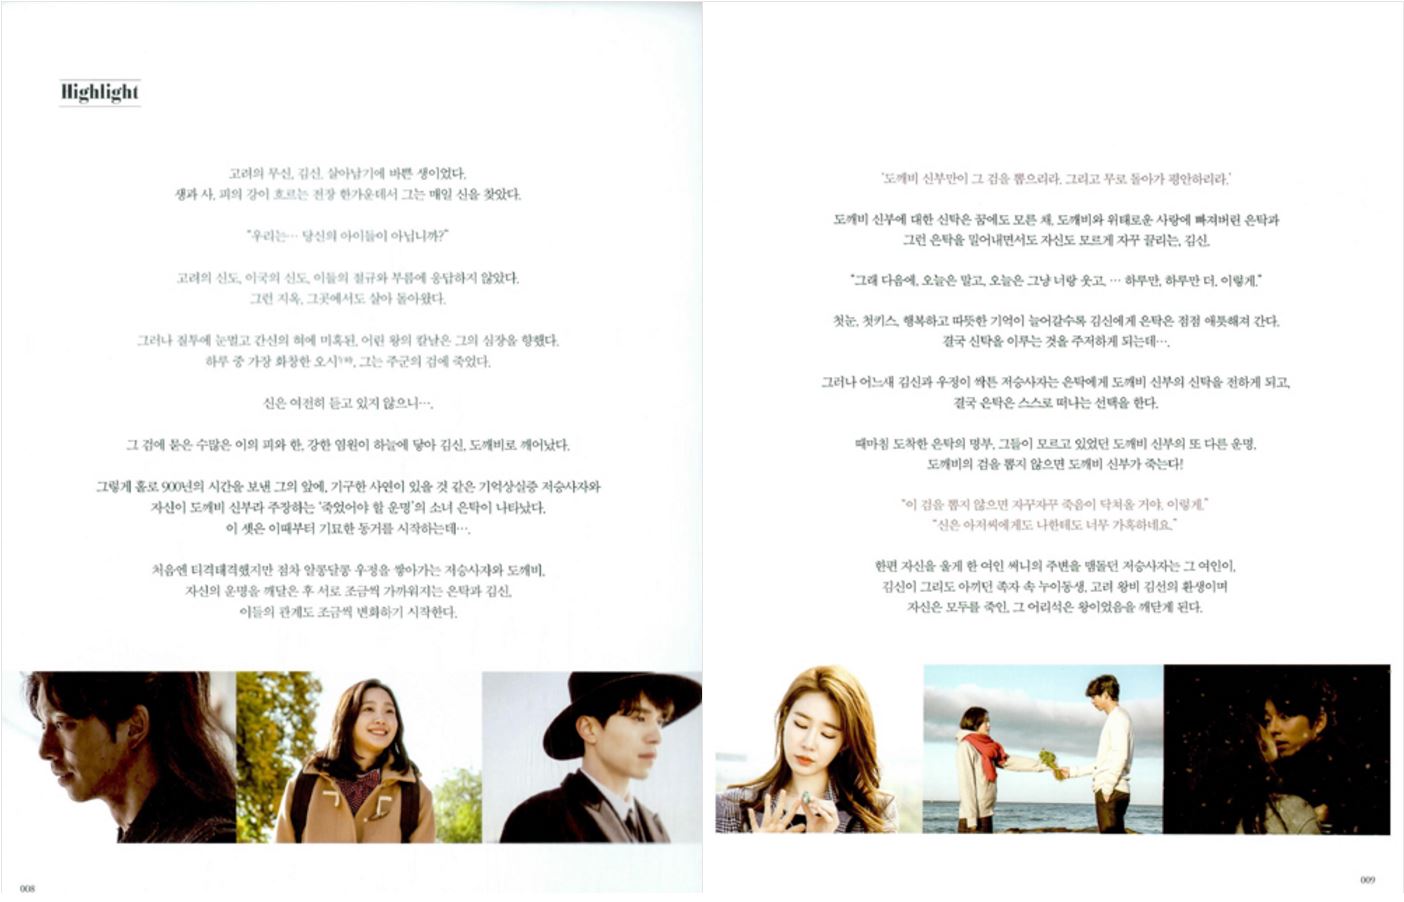 Highlight
고려의 무신, 김신. 살아남기에 바쁜 생이었다.
생과 사, 피의 강이 흐르는 전장 한가운데서 그는 매일 신을 찾았다.
“우리는… 당신의 아이들이 아닙니까?”
고려의 신도, 이국의 신도, 이들의 절규와 부름에 응답하지 않았다.
그런 지옥, 그곳에서도 살아 돌아왔다.
그러나 질투에 눈멀고 간신의 혀에 미혹된, 어린 왕의 칼날은 그의 심장을 향했다.
하루 중 가장 화창한 오시, 그는 주군의 검에 죽었다.
신은 여전히 듣고 있지 않으니….
그 검에 묻은 수많은 이의 피와 한, 강한 염원이 하늘에 닿아 김신, 도깨비로 깨어났다.
그렇게 홀로 900년의 시간을 보낸 그의 앞에, 기구한 사연이 있을 것 같은 기억상실증 저승사자와
자신이 도깨비 신부라 주장하는 ‘죽었어야 할 운명’의 소녀 은탁이 나타났다.
이 셋은 이때부터 기묘한 동거를 시작하는데….
처음엔 티격태격했지만 점차 알콩달콩 우정을 쌓아가는 저승사자와 도깨비,
자신의 운명을 깨달은 후 서로 조금씩 가까워지는 은탁과 김신,
이들의 관계도 조금씩 변화하기 시작한다.
008
‘도깨비 신부만이 그 검을 뽑으리라. 그리고 무로 돌아가 평안하리라.’
도깨비 신부에 대한 신탁은 꿈에도 모른 채, 도깨비와 위태로운 사랑에 빠져버린 은탁과
그런 은탁을 밀어내면서도 자신도 모르게 자꾸 끌리는, 김신.
“그래 다음에, 오늘은 말고, 오늘은 그냥 너랑 웃고, … 하루만, 하루만 더. 이렇게.”
첫눈, 첫키스, 행복하고 따뜻한 기억이 늘어갈수록 김신에게 은탁은 점점 애틋해져 간다.
결국 신탁을 이루는 것을 주저하게 되는데….
그러나 어느새 김신과 우정이 싹튼 저승사자는 은탁에게 도깨비 신부의 신탁을 전하게 되고,
결국 은탁은 스스로 떠나는 선택을 한다.
때마침 도착한 은탁의 명부, 그들이 모르고 있었던 도깨비 신부의 또 다른 운명.
도깨비의 검을 뽑지 않으면 도깨비 신부가 죽는다!
“이 검을 뽑지 않으면 자꾸자꾸 죽음이 닥쳐올 거야. 이렇게.”
“신은 아저씨에게도 나한테도 너무 가혹하네요.”
한편 자신을 울게 한 여인 써니의 주변을 맴돌던 저승사자는 그 여인이,
김신이 그리도 아끼던 족자 속 누이동생, 고려 왕비 김선의 환생이며
자신은 모두를 죽인, 그 어리석은 왕이었음을 깨닫게 된다.
009